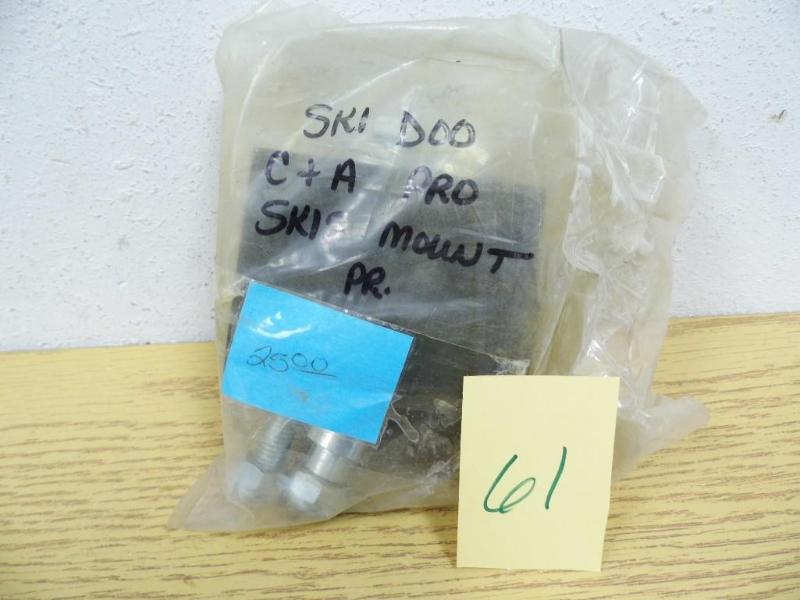 SKI DOO
C + A PRO
SKIS MOUNT
PR.
2500
61